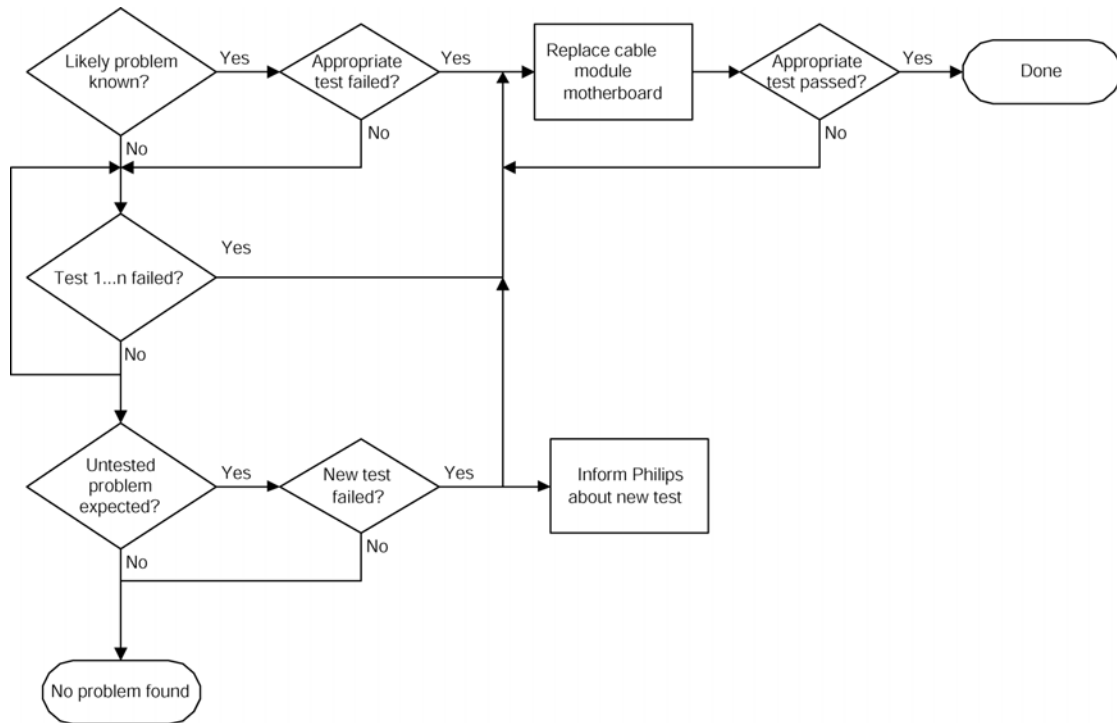 Likely problem
known?
Yes
Appropriate
test failed?
Yes
Replace cable
module
motherboard
Appropriate
test passed?
Yes
Done
No
No
No
Test 1...n failed?
Yes
No
Untested
problem
expected?
Yes
New test
failed?
Yes
Inform Philips
about new test
No
No
No problem found